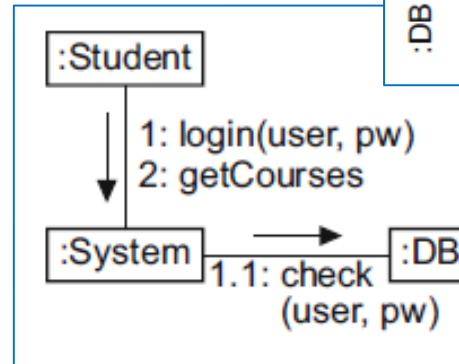 :DB
:Student
1: login(user, pw)
2: getCourses
:System
:DB
1.1: check
(user, pw)